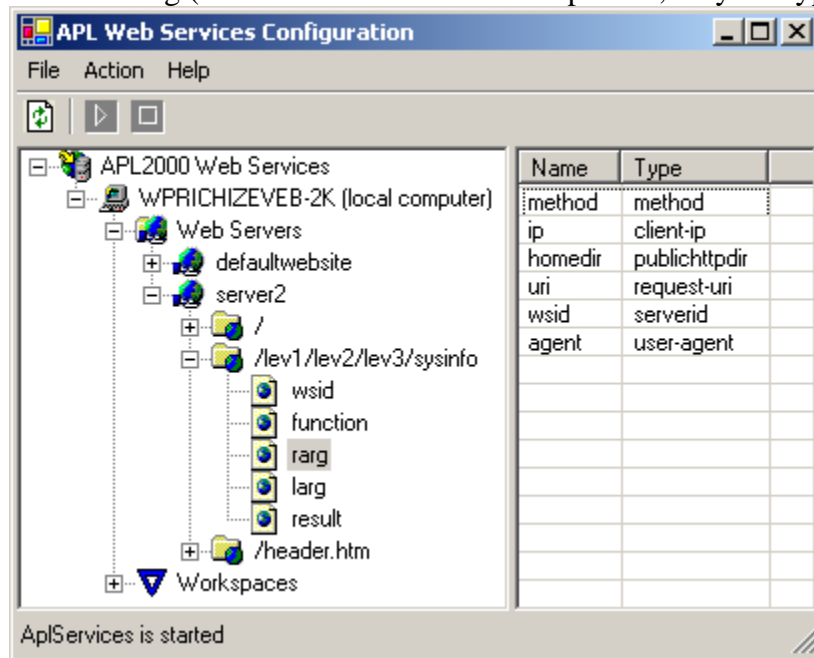 APL Web Services Configuration
File Action Help
APL2000 Web Services
WPRICHIZEVEB-2K (local computer)
Web Servers
defaultwebsite
server2
/
/lev1/lev2/lev3/sysinfo
wsid
function
rarg
larg
result
/header.htm
Workspaces
Name Type
method method
ip client-ip
homedir publichttpdir
uri request-uri
wsid serverid
agent user-agent
AplServices is started